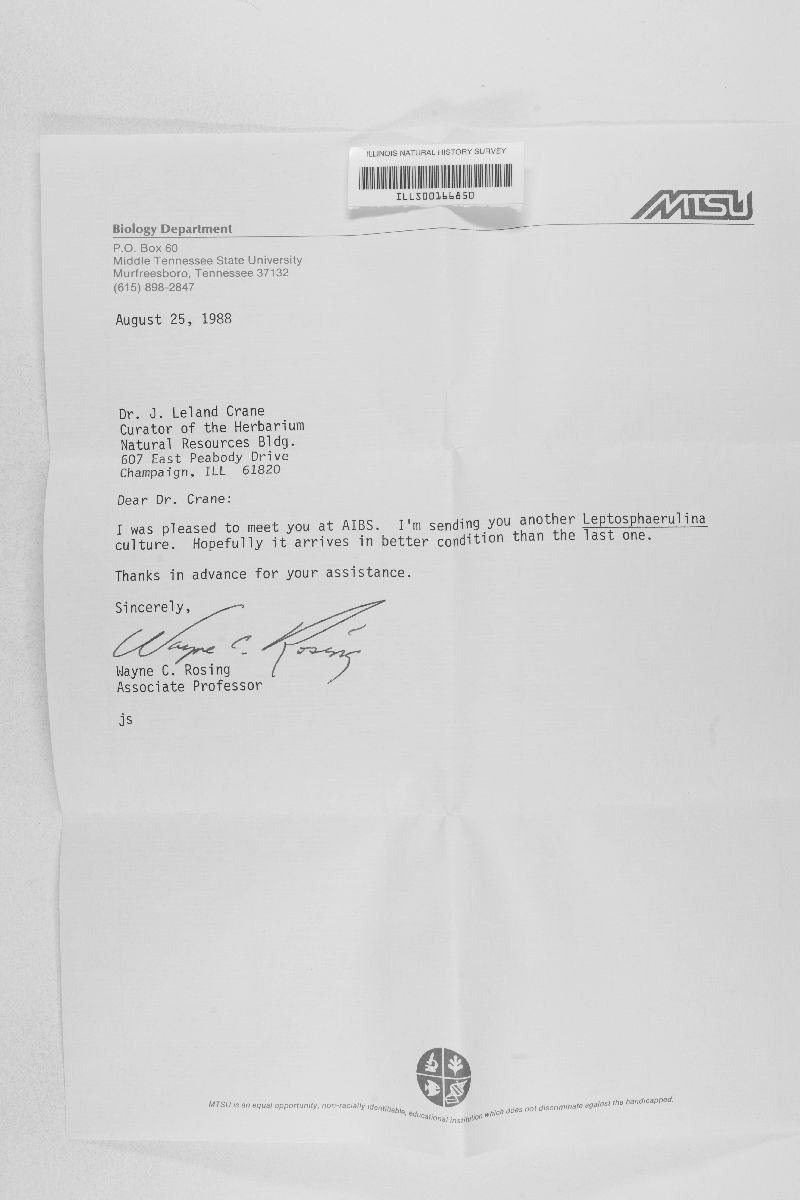 ILLINOIS NATURAL HISTORY SURVEY
ILLS00166850
MTSU
Biology Department
P.O. Box 60
Middle Tennessee State University
Murfreesboro, Tennessee 37132
(615) 898-2847
August 25, 1988
Dr. J. Leland Crane
Curator of the Herbarium
Natural Resources Bldg.
607 East Peabody Drive
Champaign, ILL  61820
Dear Dr. Crane:
I was pleased to meet you at AIBS.  I'm sending you another Leptosphaerulina
culture.  Hopefully it arrives in better condition than the last one.
Thanks in advance for your assistance.
Sincerely,
Wayne C. Rosing
Wayne C. Rosing
Associate Professor
js
MTSU is an equal opportunity, non-racially identifiable, educational institution which does not discriminate against the handicapped.